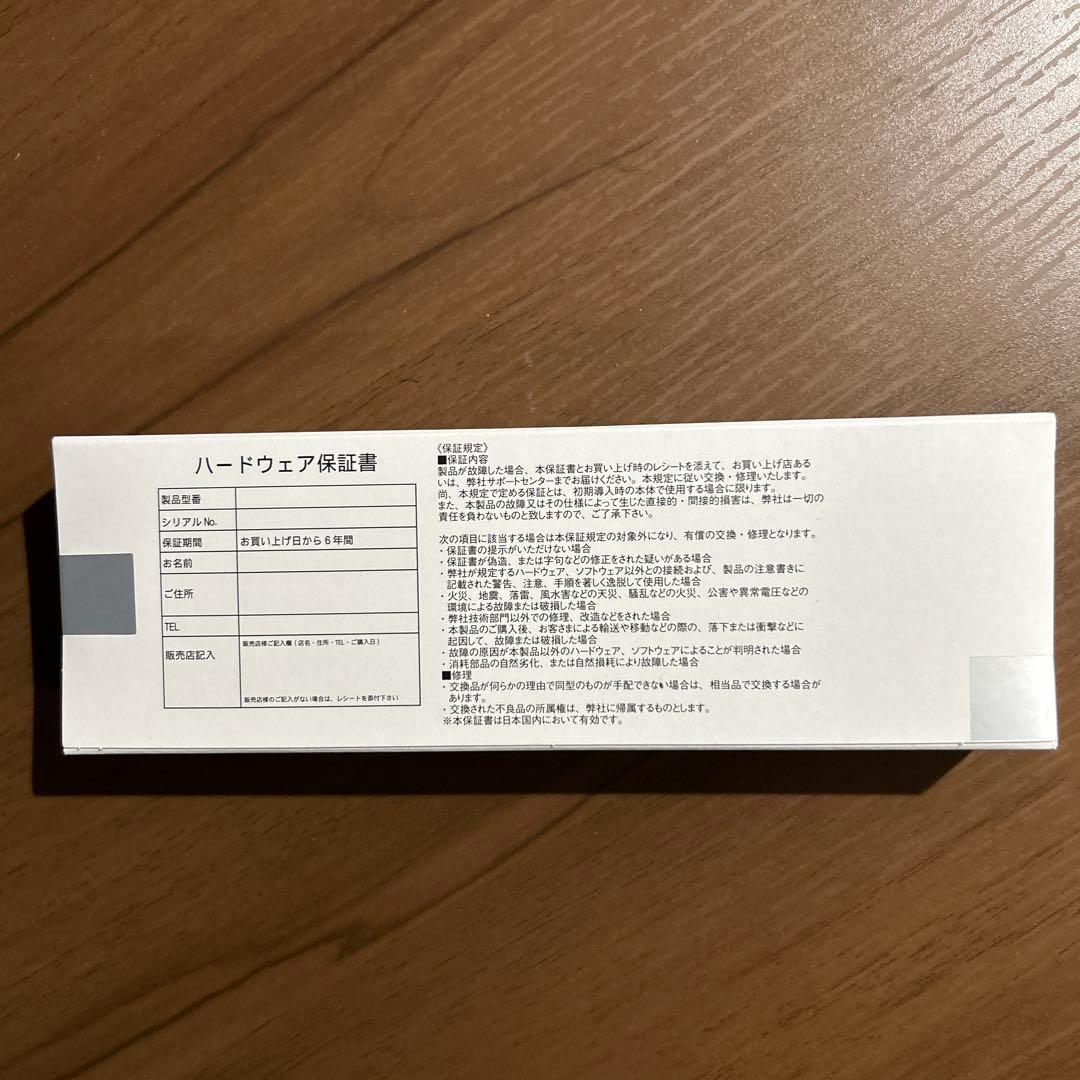 ハードウェア保証書
製品型番
シリアルNo.
保証期間 お買い上げ日から6年間
お名前
ご住所
TEL
販売店記入
販売店様ご記入欄(店名・住所・TEL・ご購入日)
販売店様のご記入がない場合は、レシートを添付下さい
《保証規定》
■保証内容
製品が故障した場合、本保証書とお買い上げ時のレシートを添えて、お買い上げ店ある
いは、弊社サポートセンターまでお届けください。本規定に従い交換・修理いたします。
尚、本規定で定める保証とは、初期導入時の本体で使用する場合に限ります。
また、本製品の故障又はその仕様によって生じた直接的・間接的損害は、弊社は一切の
責任を負わないものと致しますので、ご了承下さい。
次の項目に該当する場合は本保証規定の対象外になり、有償の交換・修理となります。
・保証書の提示がいただけない場合
・保証書が偽造、または字句などの修正をされた疑いがある場合
・弊社が規定するハードウェア、ソフトウェア以外との接続および、製品の注意書きに
記載された警告、注意、手順を著しく逸脱して使用した場合
・火災、地震、落雷、風水害などの天災、騒乱などの火災、公害や異常電圧などの
環境による故障または破損した場合
・弊社技術部門以外での修理、改造などをされた場合
・本製品のご購入後、お客さまによる輸送や移動などの際の、落下または衝撃などに
起因して、故障または破損した場合
・故障の原因が本製品以外のハードウェア、ソフトウェアによることが判明された場合
・消耗部品の自然劣化、または自然損耗により故障した場合
■修理
・交換品が何らかの理由で同型のものが手配できない場合は、相当品で交換する場合が
あります。
・交換された不良品の所属権は、弊社に帰属するものとします。
※本保証書は日本国内において有効です。